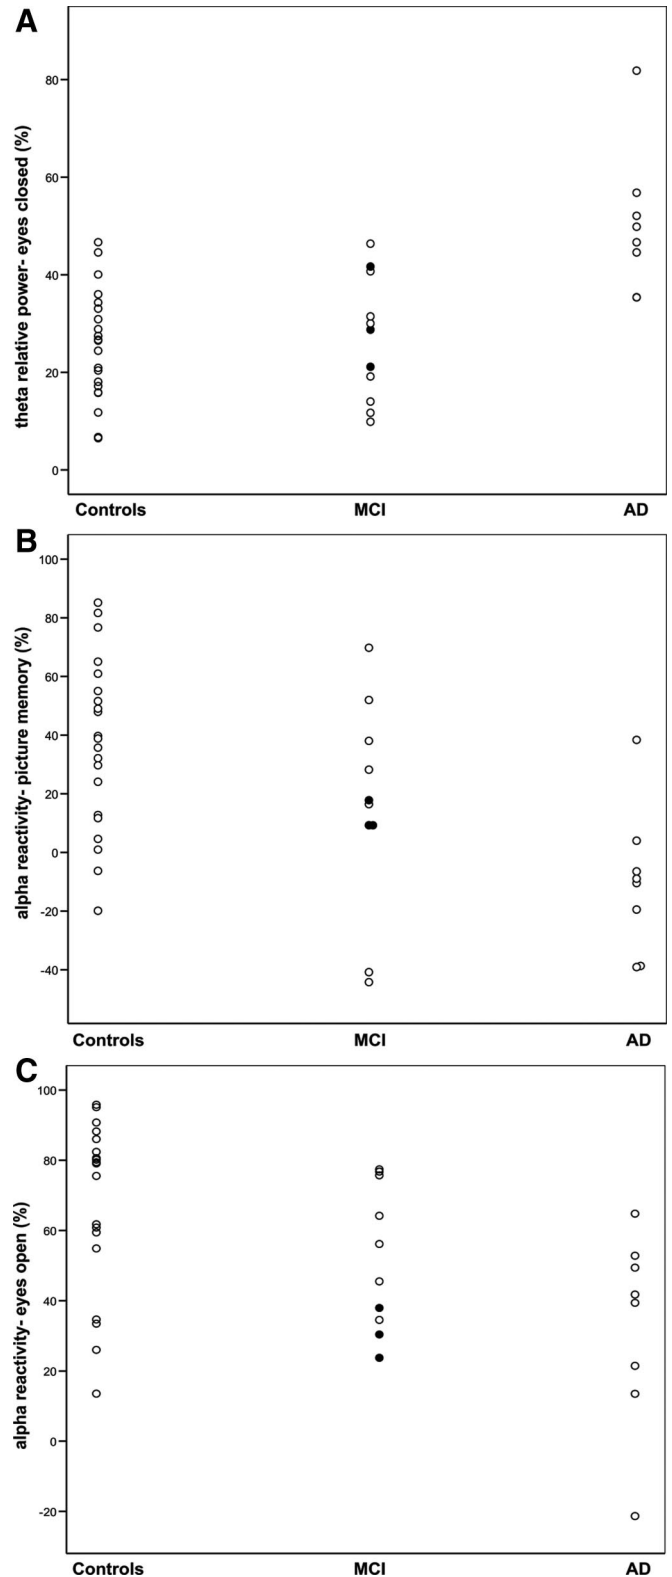 A
theta relative power- eyes closed (%)
80
60
40
20
0
Controls MCI AD
B
alpha reactivity- picture memory (%)
100
80
60
40
20
0
-20
-40
Controls MCI AD
C
alpha reactivity- eyes open (%)
100
80
60
40
20
0
-20
Controls MCI AD